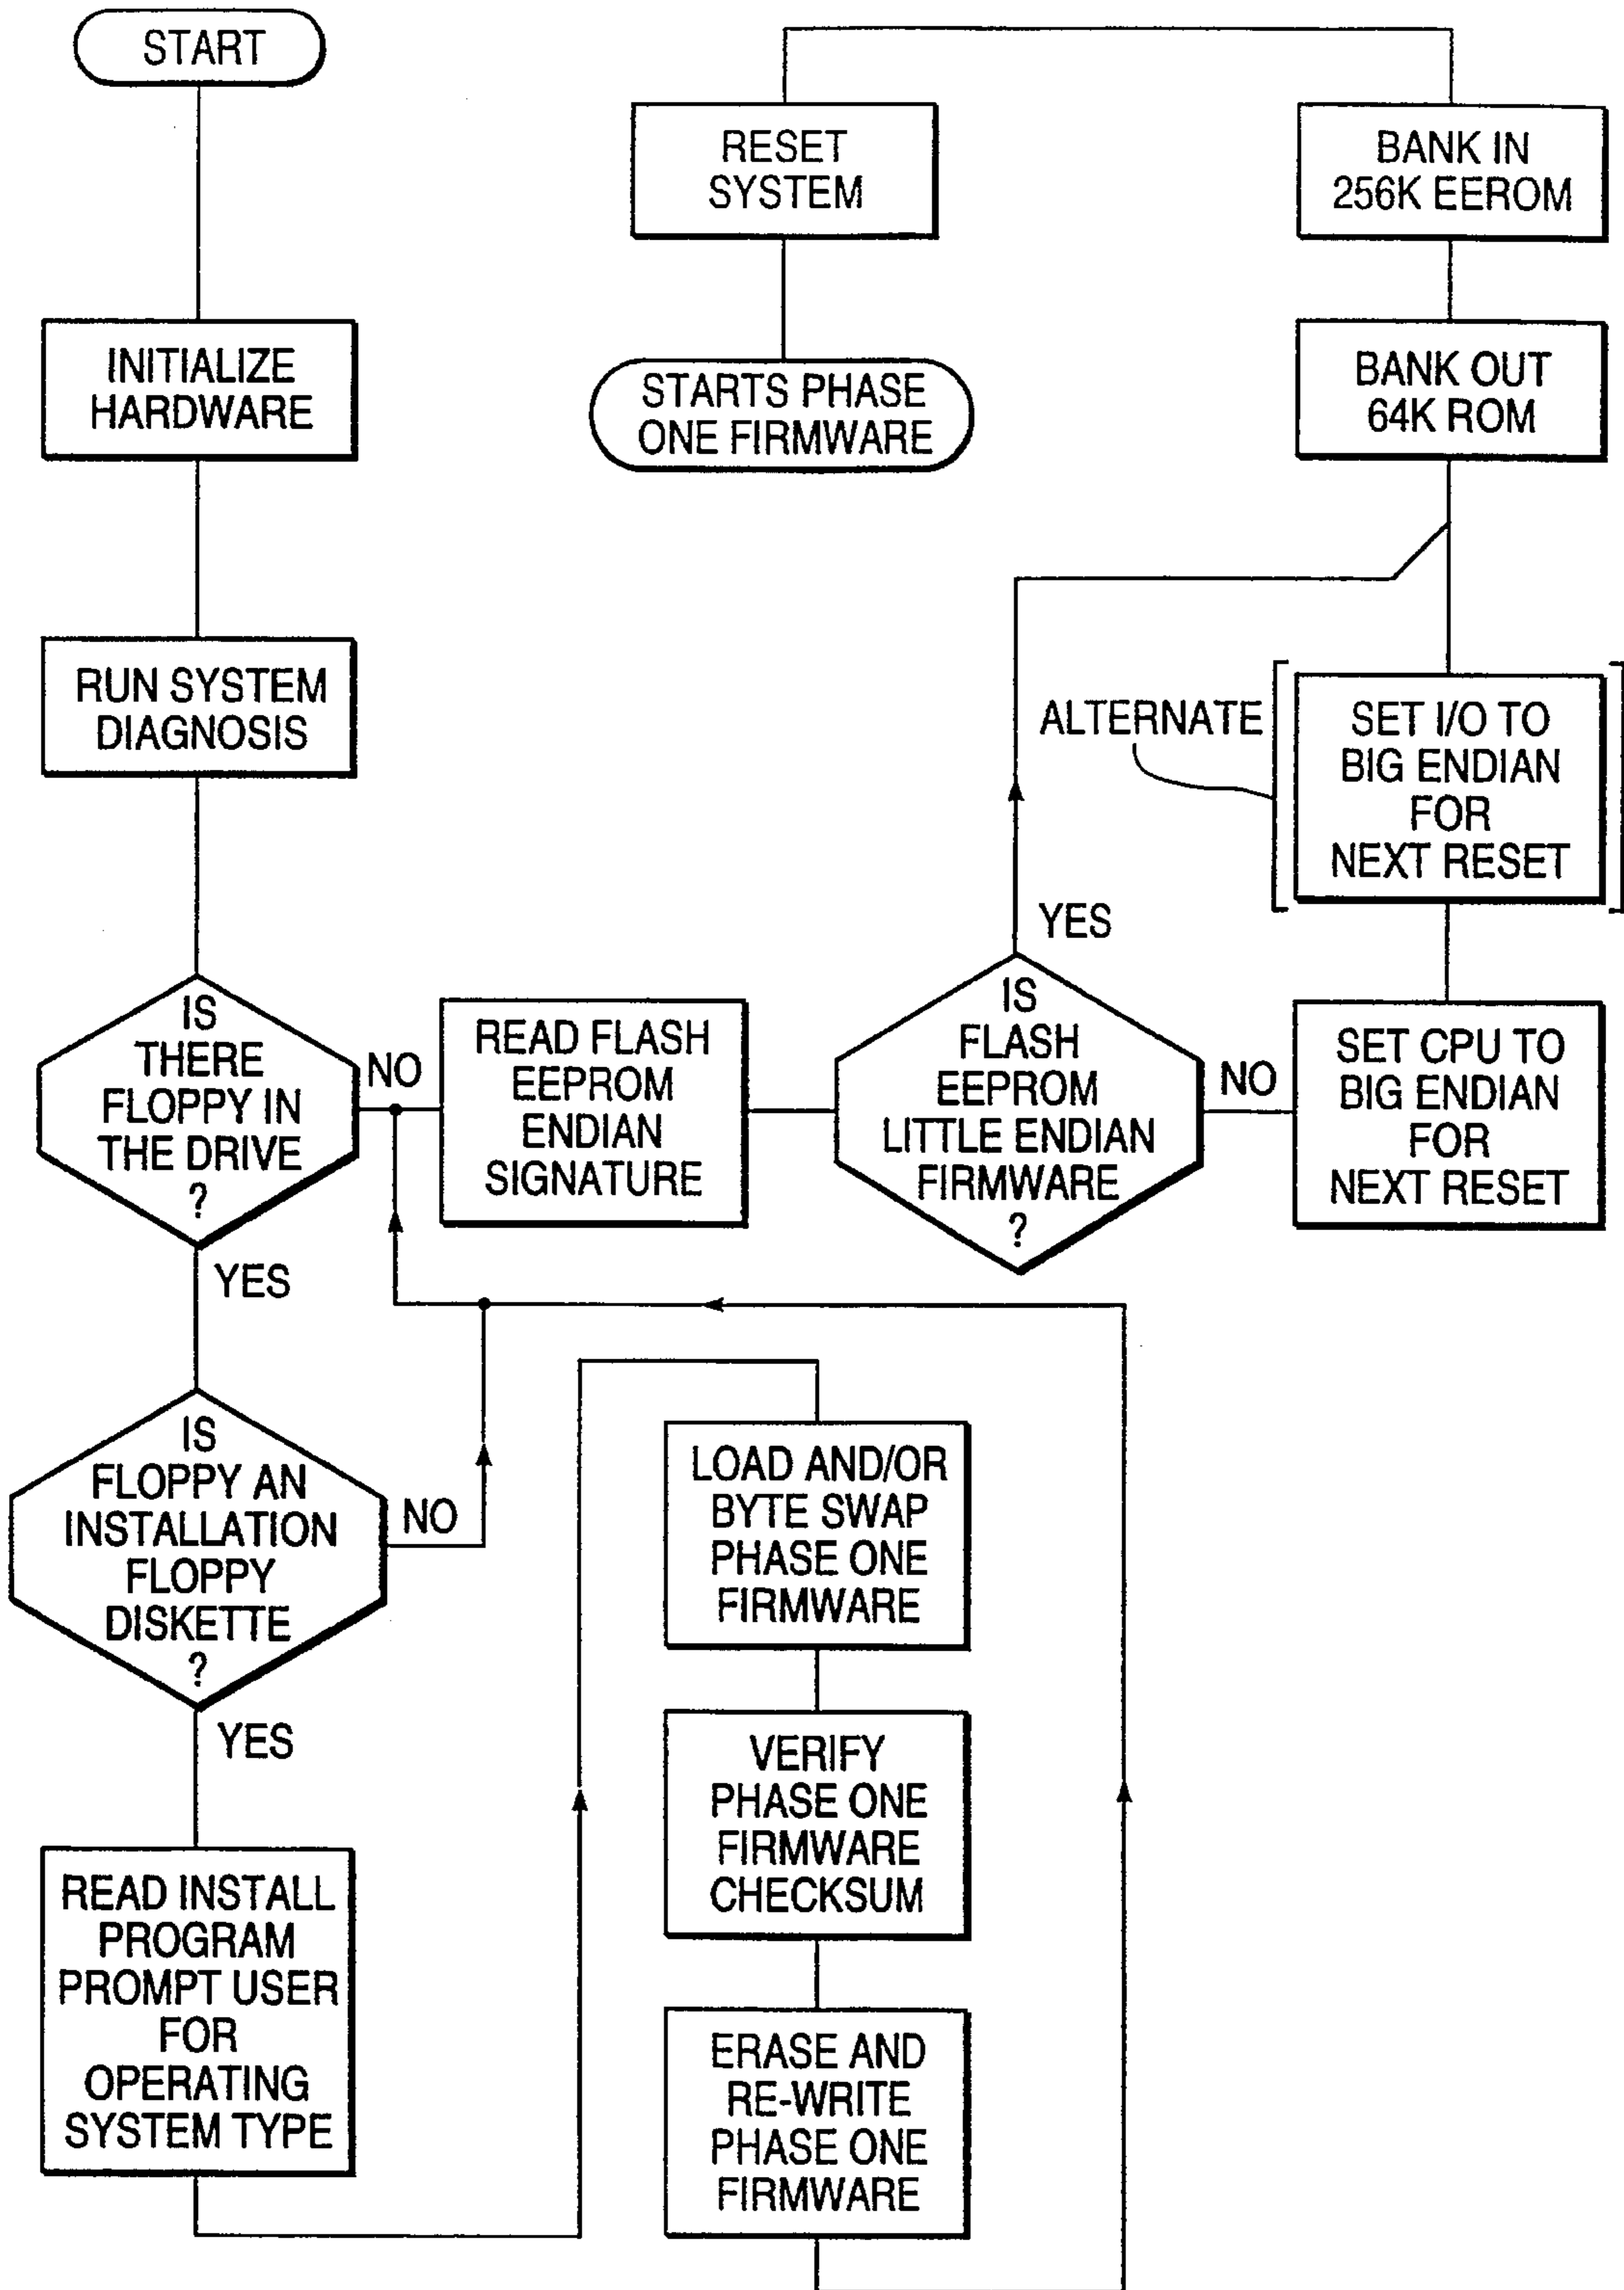 START
INITIALIZE
HARDWARE
RUN SYSTEM
DIAGNOSIS
IS
THERE
FLOPPY IN
THE DRIVE
?
NO
YES
IS
FLOPPY AN
INSTALLATION
FLOPPY
DISKETTE
?
NO
YES
READ INSTALL
PROGRAM
PROMPT USER
FOR
OPERATING
SYSTEM TYPE
LOAD AND/OR
BYTE SWAP
PHASE ONE
FIRMWARE
VERIFY
PHASE ONE
FIRMWARE
CHECKSUM
ERASE AND
RE-WRITE
PHASE ONE
FIRMWARE
READ FLASH
EEPROM
ENDIAN
SIGNATURE
IS
FLASH
EEPROM
LITTLE ENDIAN
FIRMWARE
?
YES
NO
SET CPU TO
BIG ENDIAN
FOR
NEXT RESET
ALTERNATE
SET I/O TO
BIG ENDIAN
FOR
NEXT RESET
BANK OUT
64K ROM
BANK IN
256K EEROM
RESET
SYSTEM
STARTS PHASE
ONE FIRMWARE